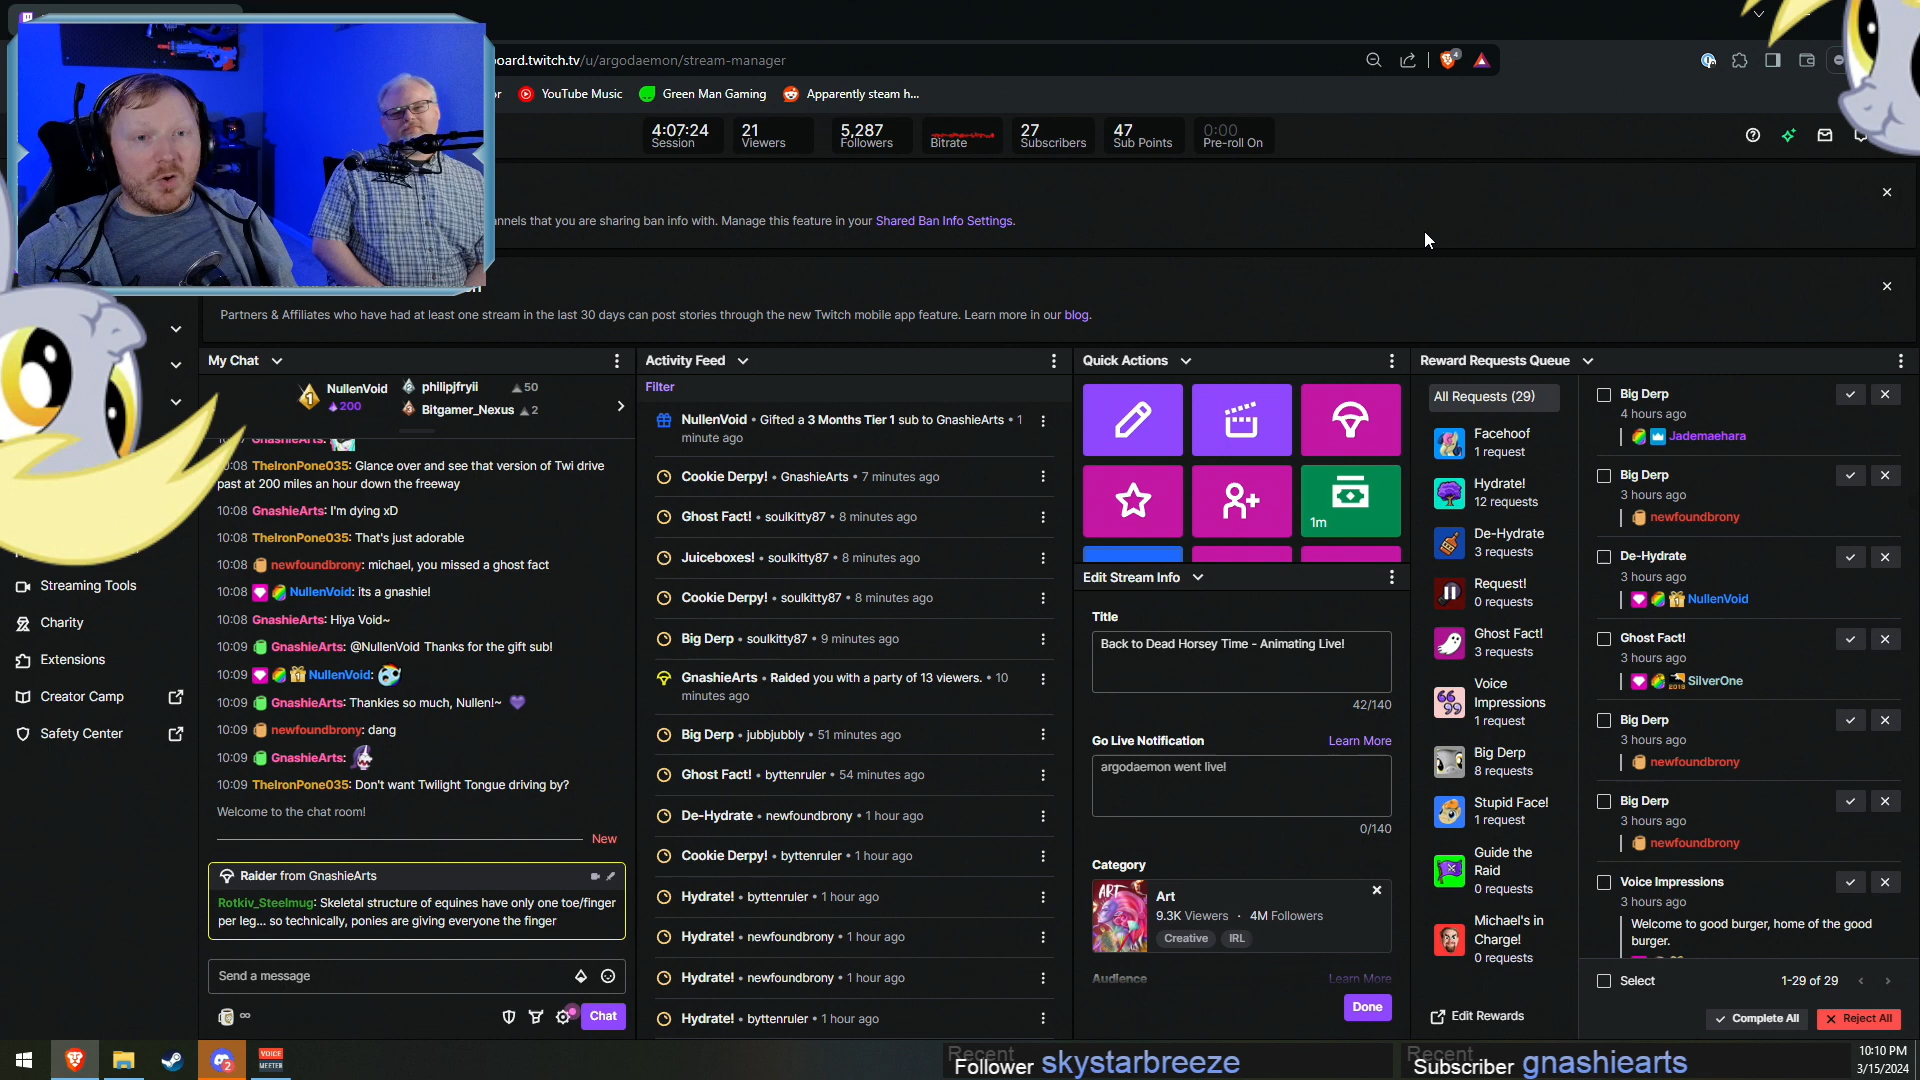 board.twitch.tv/u/argodaemon/stream-manager
4
YouTube Music
Green Man Gaming
Apparently steam h...
4:07:24
Session
21
Viewers
5,287
Followers
Bitrate
27
Subscribers
47
Sub Points
0:00
Pre-roll On
nnels that you are sharing ban info with. Manage this feature in your Shared Ban Info Settings.
Partners & Affiliates who have had at least one stream in the last 30 days can post stories through the new Twitch mobile app feature. Learn more in our blog.
Streaming Tools
Charity
Extensions
Creator Camp
Safety Center
My Chat
1
NullenVoid
200
2
philipjfryii
50
3
Bitgamer_Nexus
2
GnashieArts:
:08 TheIronPone035: Glance over and see that version of Twi drive
past at 200 miles an hour down the freeway
10:08 GnashieArts: I'm dying xD
10:08 TheIronPone035: That's just adorable
10:08 newfoundbrony: michael, you missed a ghost fact
10:08 NullenVoid: its a gnashie!
10:08 GnashieArts: Hiya Void~
10:09 GnashieArts: @NullenVoid Thanks for the gift sub!
10:09 NullenVoid:
10:09 GnashieArts: Thankies so much, Nullen!~
10:09 newfoundbrony: dang
10:09 GnashieArts:
10:09 TheIronPone035: Don't want Twilight Tongue driving by?
Welcome to the chat room!
New
Raider from GnashieArts
Rotkiv_Steelmug: Skeletal structure of equines have only one toe/finger
per leg... so technically, ponies are giving everyone the finger
Send a message
Chat
Activity Feed
Filter
NullenVoid • Gifted a 3 Months Tier 1 sub to GnashieArts • 1
minute ago
Cookie Derpy! • GnashieArts • 7 minutes ago
Ghost Fact! • soulkitty87 • 8 minutes ago
Juiceboxes! • soulkitty87 • 8 minutes ago
Cookie Derpy! • soulkitty87 • 8 minutes ago
Big Derp • soulkitty87 • 9 minutes ago
GnashieArts • Raided you with a party of 13 viewers. • 10
minutes ago
Big Derp • jubbjubbly • 51 minutes ago
Ghost Fact! • byttenruler • 54 minutes ago
De-Hydrate • newfoundbrony • 1 hour ago
Cookie Derpy! • byttenruler • 1 hour ago
Hydrate! • byttenruler • 1 hour ago
Hydrate! • newfoundbrony • 1 hour ago
Hydrate! • newfoundbrony • 1 hour ago
Hydrate! • byttenruler • 1 hour ago
Quick Actions
1m
Edit Stream Info
Title
Back to Dead Horsey Time - Animating Live!
42/140
Go Live Notification
Learn More
argodaemon went live!
0/140
Category
ART
Art
9.3K Viewers · 4M Followers
Creative
IRL
Audience
Learn More
Done
Reward Requests Queue
All Requests (29)
Facehoof
1 request
Hydrate!
12 requests
De-Hydrate
3 requests
Request!
0 requests
Ghost Fact!
3 requests
Voice
Impressions
1 request
Big Derp
8 requests
Stupid Face!
1 request
Guide the
Raid
0 requests
Michael's in
Charge!
0 requests
Edit Rewards
Big Derp
4 hours ago
Jademaehara
Big Derp
3 hours ago
newfoundbrony
De-Hydrate
3 hours ago
NullenVoid
Ghost Fact!
3 hours ago
SilverOne
Big Derp
3 hours ago
newfoundbrony
Big Derp
3 hours ago
newfoundbrony
Voice Impressions
3 hours ago
Welcome to good burger, home of the good
burger.
Select
1-29 of 29
Complete All
Reject All
2
VOICE
MEETER
Recent
Follower skystarbreeze
Recent
Subscriber gnashiearts
10:10 PM
3/15/2024